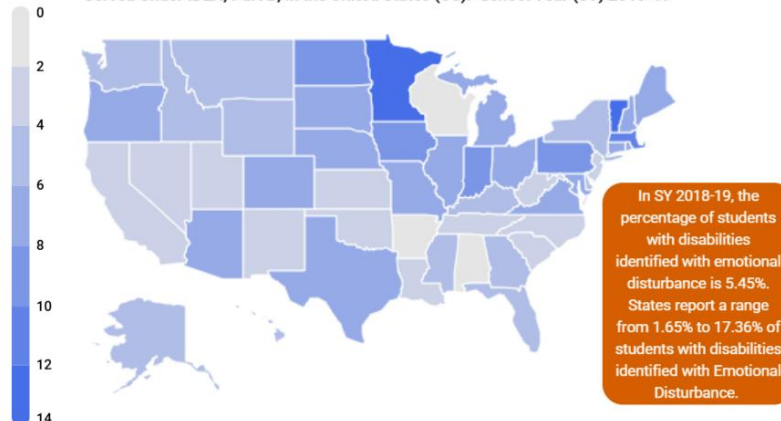 0
2
4
6
8
10
12
14
In SY 2018-19, the
percentage of students
with disabilities
identified with emotional
disturbance is 5.45%.
States report a range
from 1.65% to 17.36% of
students with disabilities
identified with Emotional
Disturbance.